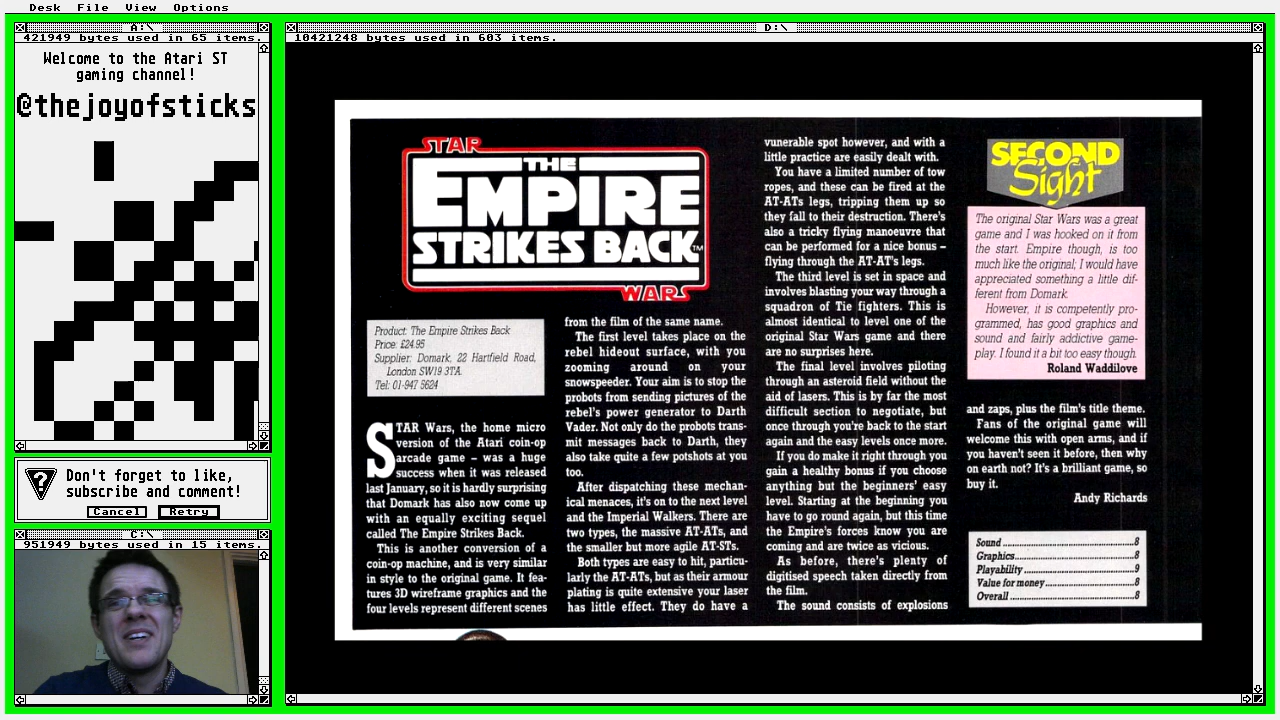 Desk File View Options
A:\
421949 bytes used in 65 items.
Welcome to the Atari ST
gaming channel!
@thejoyofsticks
Don't forget to like,
subscribe and comment!
Cancel Retry
C:\
951949 bytes used in 15 items.
D:\
10421248 bytes used in 603 items.
STAR
THE
EMPIRE
STRIKES BACK™
WARS
Product: The Empire Strikes Back
Price: £24.95
Supplier: Domark, 22 Hartfield Road,
London SW19 3TA.
Tel: 01-947 5624
STAR Wars, the home micro
version of the Atari coin-op
arcade game – was a huge
success when it was released
last January, so it is hardly surprising
that Domark has also now come up
with an equally exciting sequel
called The Empire Strikes Back.
This is another conversion of a
coin-op machine, and is very similar
in style to the original game. It fea-
tures 3D wireframe graphics and the
four levels represent different scenes
from the film of the same name.
The first level takes place on the
rebel hideout surface, with you
zooming around on your
snowspeeder. Your aim is to stop the
probots from sending pictures of the
rebel's power generator to Darth
Vader. Not only do the probots trans-
mit messages back to Darth, they
also take quite a few potshots at you
too.
After dispatching these mechan-
ical menaces, it's on to the next level
and the Imperial Walkers. There are
two types, the massive AT-ATs, and
the smaller but more agile AT-STs.
Both types are easy to hit, particu-
larly the AT-ATs, but as their armour
plating is quite extensive your laser
has little effect. They do have a
vunerable spot however, and with a
little practice are easily dealt with.
You have a limited number of tow
ropes, and these can be fired at the
AT-ATs legs, tripping them up so
they fall to their destruction. There's
also a tricky flying manoeuvre that
can be performed for a nice bonus –
flying through the AT-AT's legs.
The third level is set in space and
involves blasting your way through a
squadron of Tie fighters. This is
almost identical to level one of the
original Star Wars game and there
are no surprises here.
The final level involves piloting
through an asteroid field without the
aid of lasers. This is by far the most
difficult section to negotiate, but
once through you're back to the start
again and the easy levels once more.
If you do make it right through you
gain a healthy bonus if you choose
anything but the beginners' easy
level. Starting at the beginning you
have to go round again, but this time
the Empire's forces know you are
coming and are twice as vicious.
As before, there's plenty of
digitised speech taken directly from
the film.
The sound consists of explosions
SECOND
Sight
The original Star Wars was a great
game and I was hooked on it from
the start. Empire though, is too
much like the original; I would have
appreciated something a little dif-
ferent from Domark.
However, it is competently pro-
grammed, has good graphics and
sound and fairly addictive game-
play. I found it a bit too easy though.
Roland Waddilove
and zaps, plus the film's title theme.
Fans of the original game will
welcome this with open arms, and if
you haven't seen it before, then why
on earth not? It's a brilliant game, so
buy it.
Andy Richards
Sound....................8
Graphics....................8
Playability....................9
Value for money....................8
Overall....................8